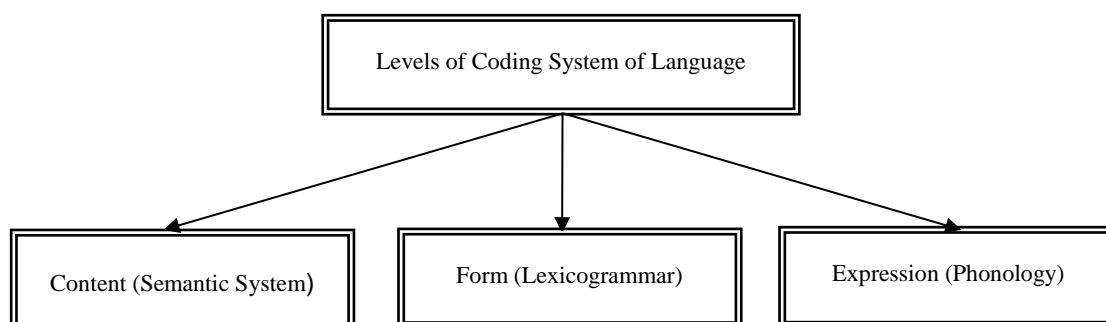 Levels of Coding System of Language
Content (Semantic System)
Form (Lexicogrammar)
Expression (Phonology)